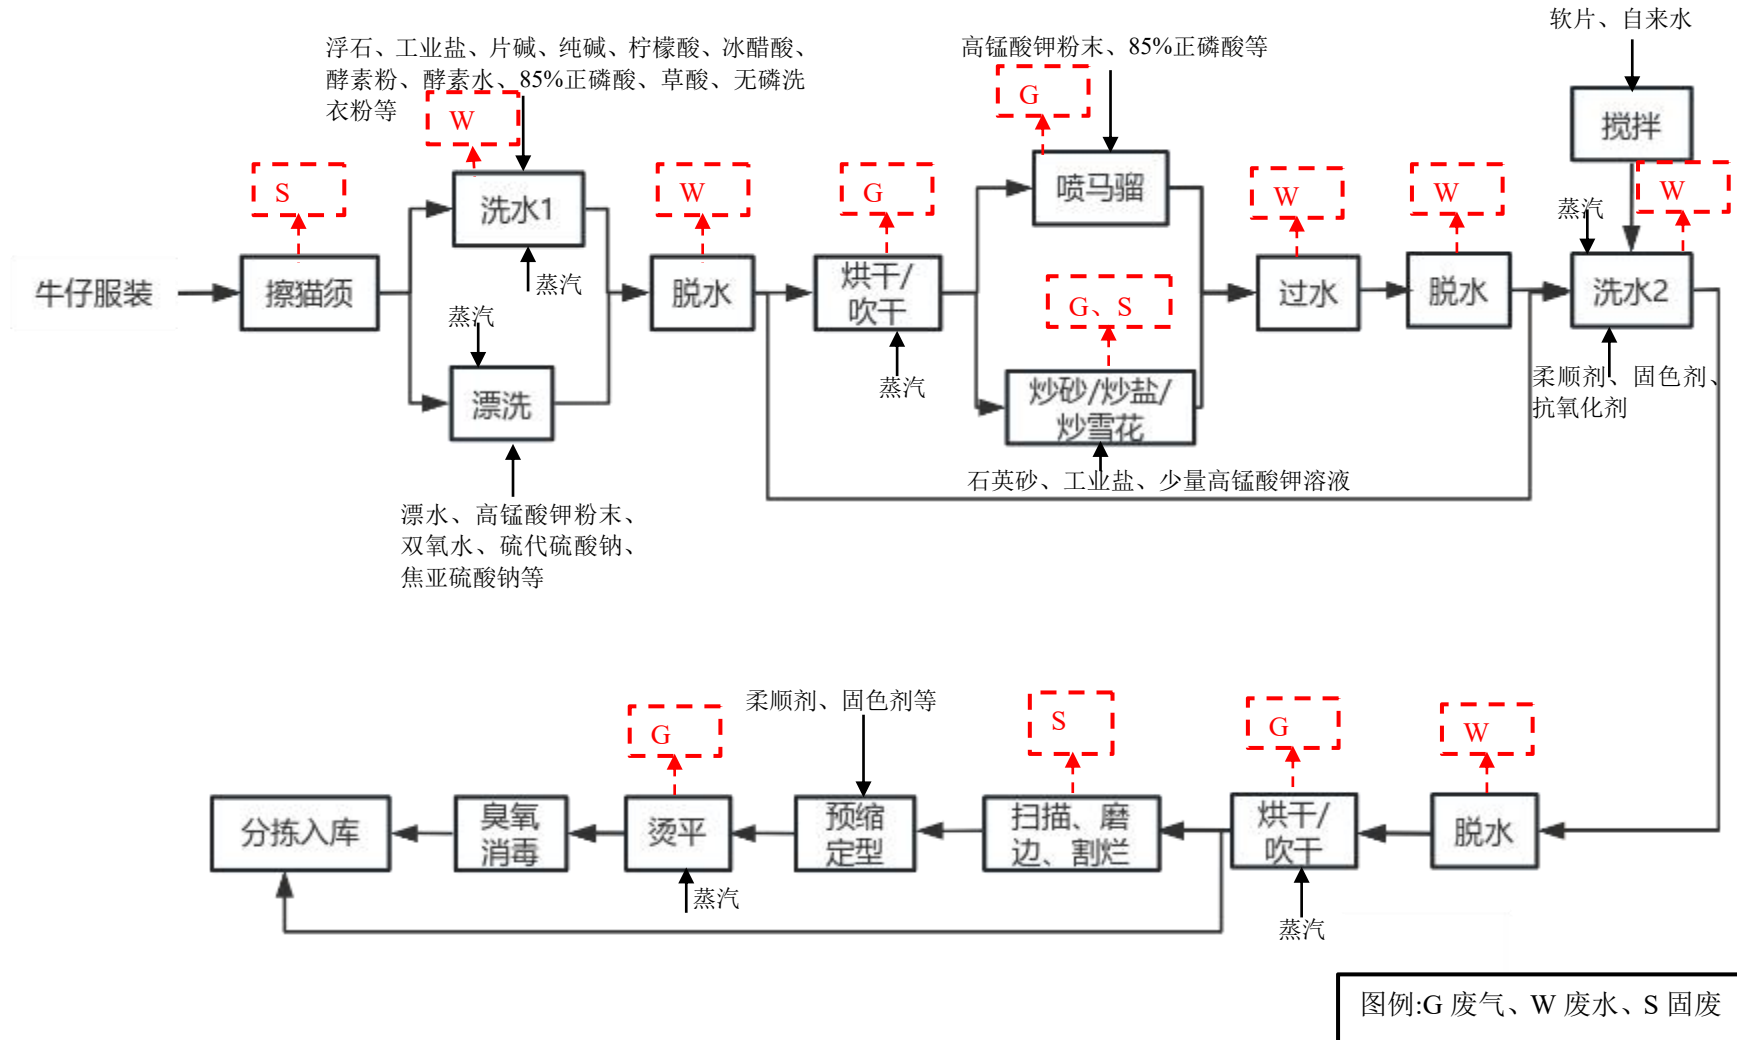 软片、自来水
浮石、工业盐、片碱、纯碱、柠檬酸、冰醋酸、
酵素粉、酵素水、85%正磷酸、草酸、无磷洗
衣粉等
高锰酸钾粉末、85%正磷酸等
G
W
搅拌
S
W
G
喷马骝
W
W
W
洗水1
蒸汽
牛仔服装
擦猫须
蒸汽
脱水
烘干/
吹干
过水
脱水
洗水2
G、S
蒸汽
蒸汽
漂洗
炒砂/炒盐/
炒雪花
柔顺剂、固色剂、
抗氧化剂
石英砂、工业盐、少量高锰酸钾溶液
漂水、高锰酸钾粉末、
双氧水、硫代硫酸钠、
焦亚硫酸钠等
柔顺剂、固色剂等
G
S
G
W
分拣入库
臭氧
消毒
烫平
预缩
定型
扫描、磨
边、割烂
烘干/
吹干
脱水
蒸汽
蒸汽
图例:G 废气、W 废水、S 固废